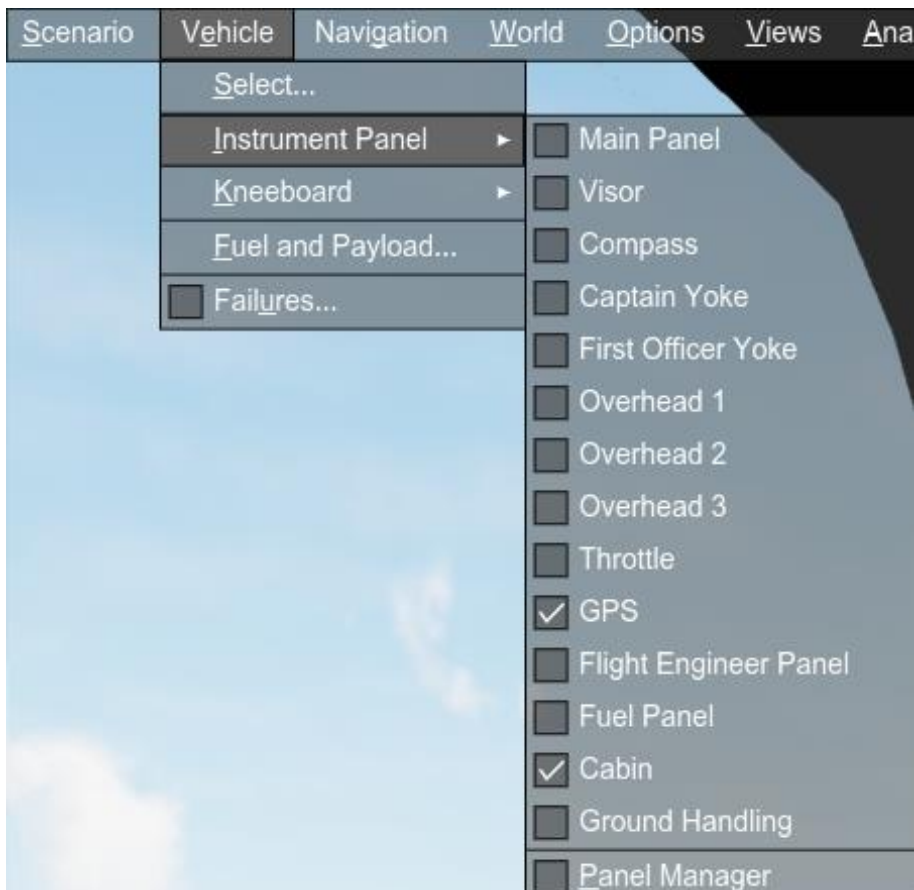 Scenario Vehicle Navigation World Options Views Ana
Select...
Instrument Panel
Kneeboard
Fuel and Payload...
Failures...
Main Panel
Visor
Compass
Captain Yoke
First Officer Yoke
Overhead 1
Overhead 2
Overhead 3
Throttle
GPS
Flight Engineer Panel
Fuel Panel
Cabin
Ground Handling
Panel Manager